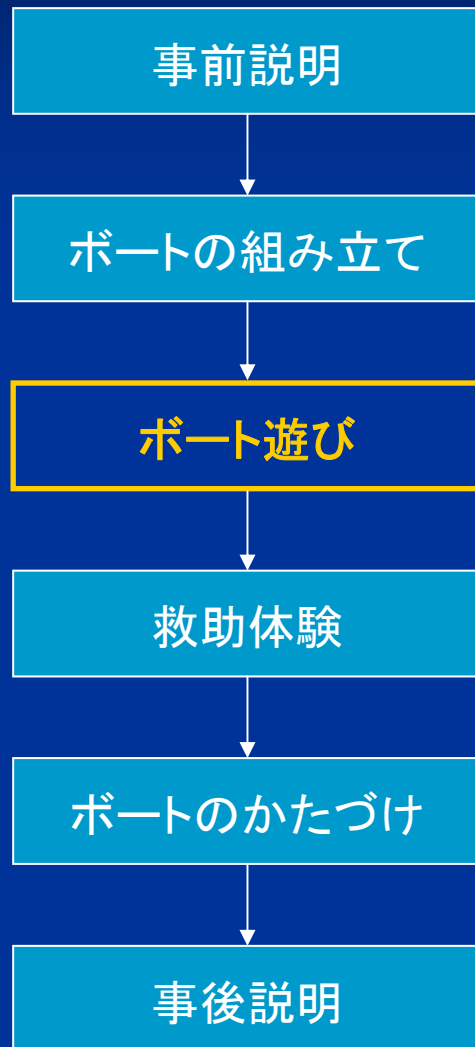 事前説明
ボートの組み立て
ボート遊び
救助体験
ボートのかたづけ
事後説明